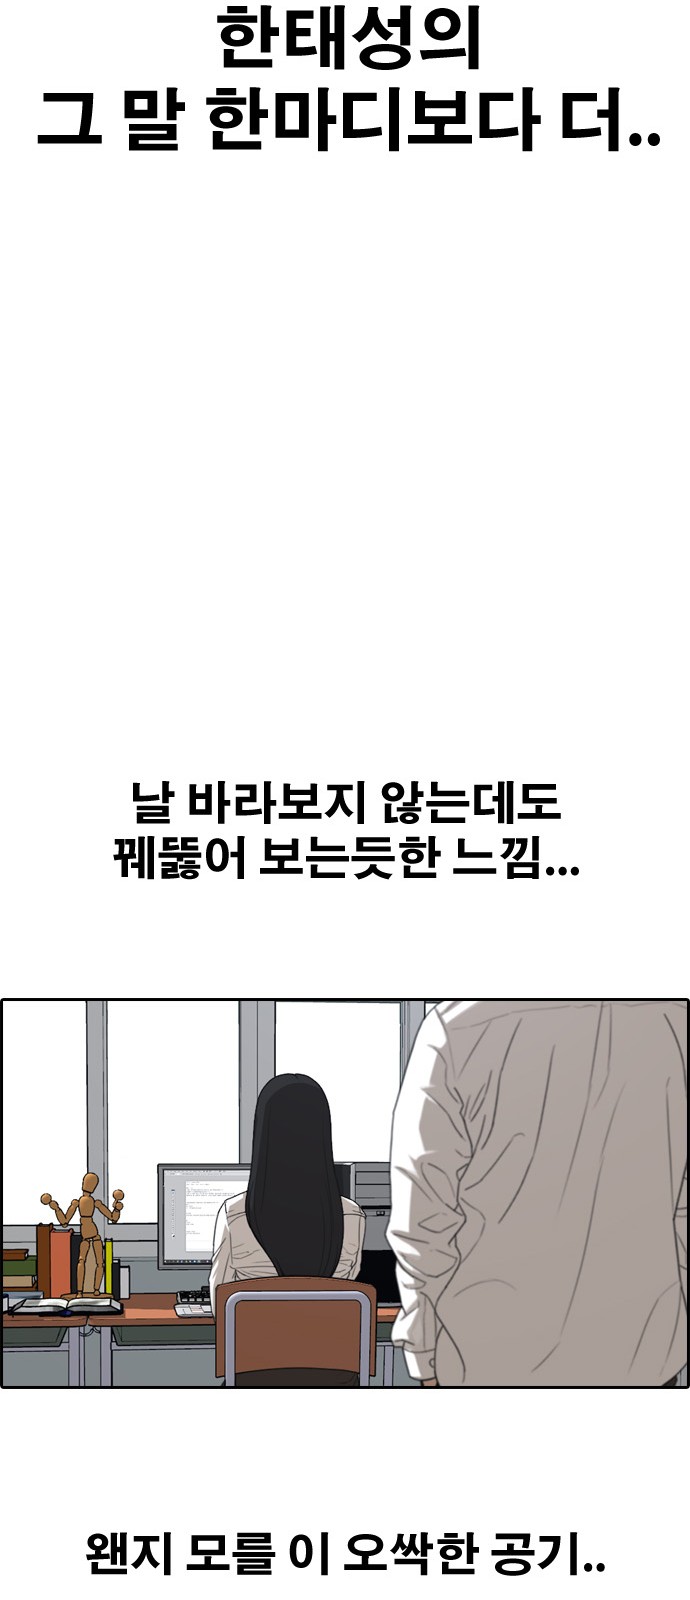 한태성의
그 말 한마디보다 더..
날 바라보지 않는데도
꿰뚫어 보는듯한 느낌...
왠지 모를 이 오싹한 공기..